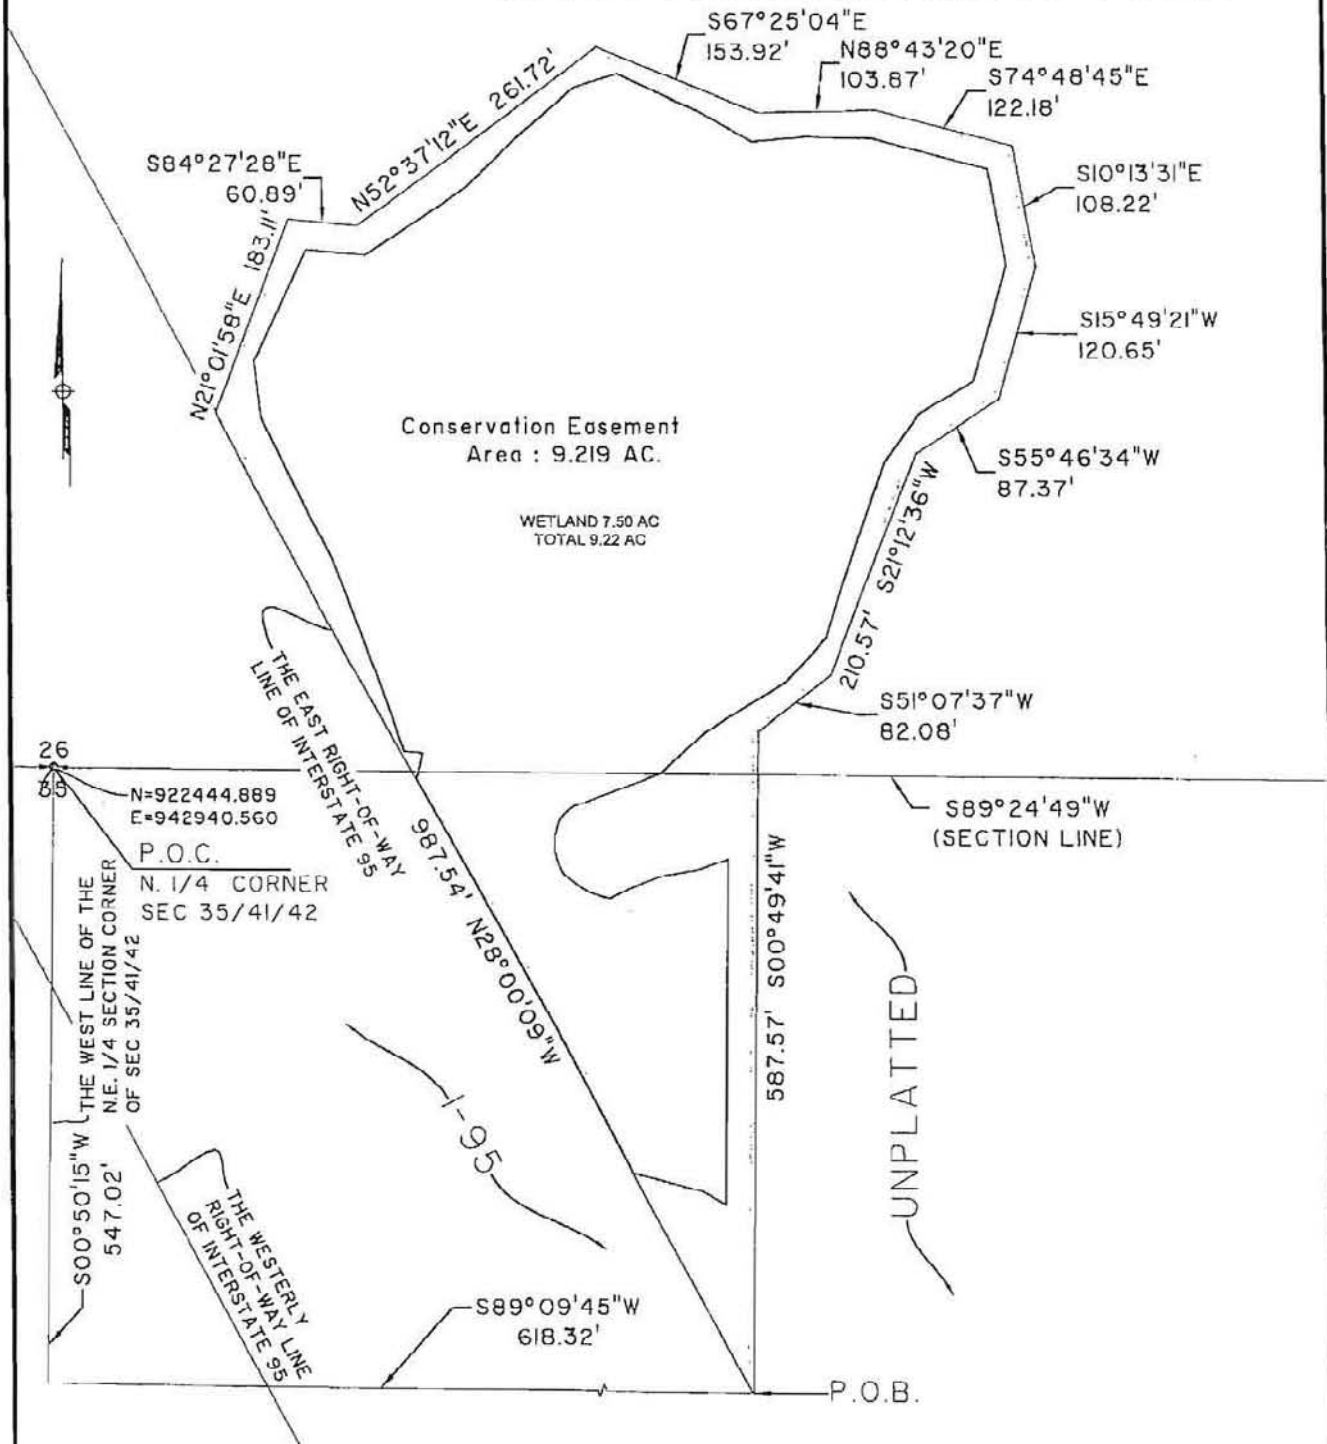 S67°25'04"E
153.92'
N88°43'20"E
103.87'
S74°48'45"E
122.18'
S84°27'28"E
60.89'
N52°37'12"E 261.72'
S10°13'31"E
108.22'
N21°01'58"E 183.11'
S15°49'21"W
120.65'
Conservation Easement
Area : 9.219 AC.
S55°46'34"W
87.37'
WETLAND 7.50 AC
TOTAL 9.22 AC
210.57' S21°12'36"W
THE EAST RIGHT-OF-WAY
LINE OF INTERSTATE 95
S51°07'37"W
82.08'
26
35
N=922444.889
E=942940.560
P.O.C.
N. 1/4 CORNER
SEC 35/41/42
S89°24'49"W
(SECTION LINE)
987.54' N28°00'09"W
587.57' S00°49'41"W
THE WEST LINE OF THE
N.E. 1/4 SECTION CORNER
OF SEC 35/41/42
S00°50'15"W
547.02'
UNPLATTED
I-95
THE WESTERLY
RIGHT-OF-WAY LINE
OF INTERSTATE 95
S89°09'45"W
618.32'
P.O.B.